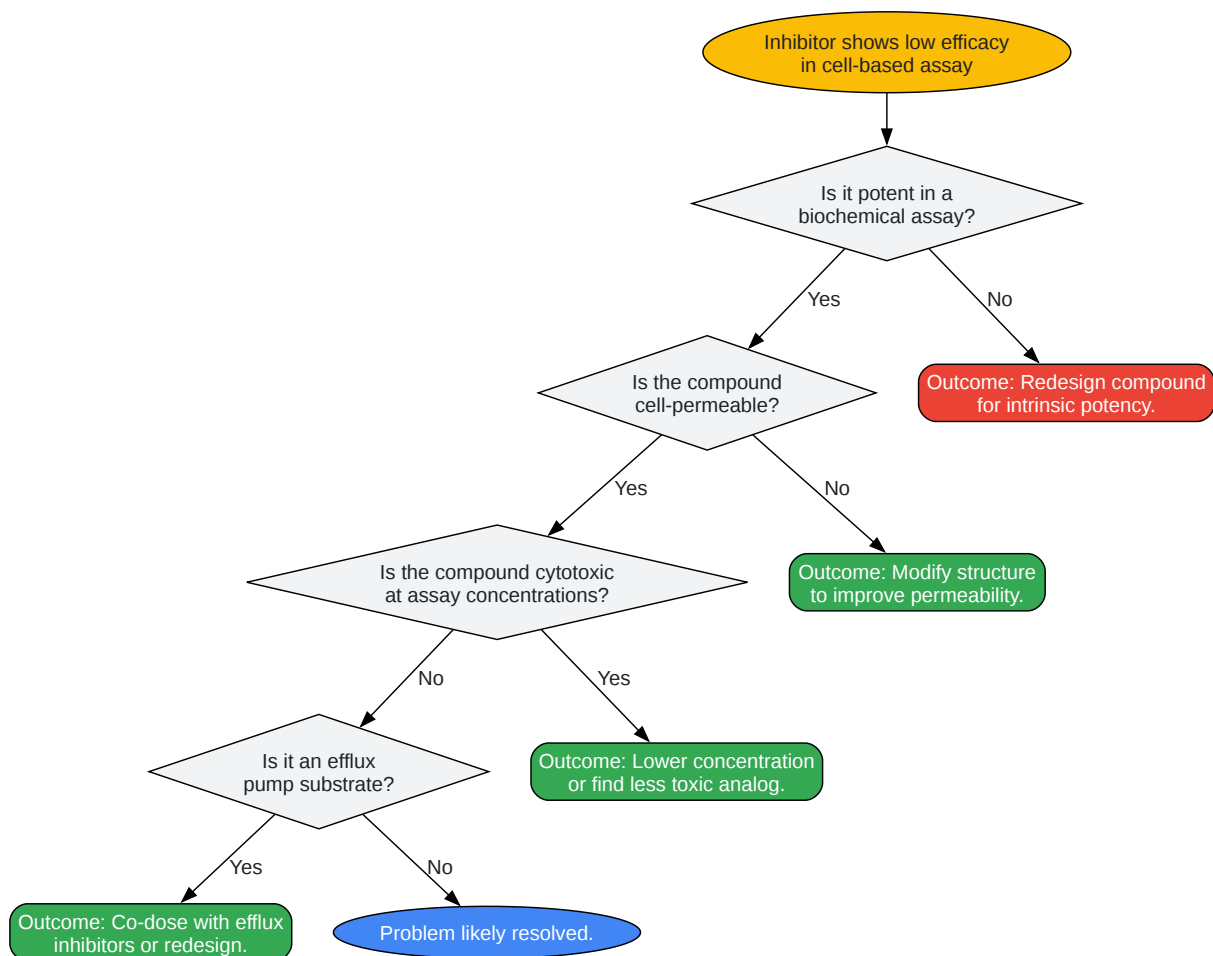 Inhibitor shows low efficacy
in cell-based assay
Is it potent in a
biochemical assay?
Yes
No
Is the compound
cell-permeable?
Outcome: Redesign compound
for intrinsic potency.
Yes
No
Is the compound cytotoxic
at assay concentrations?
Outcome: Modify structure
to improve permeability.
No
Yes
Is it an efflux
pump substrate?
Outcome: Lower concentration
or find less toxic analog.
Yes
No
Outcome: Co-dose with efflux
inhibitors or redesign.
Problem likely resolved.